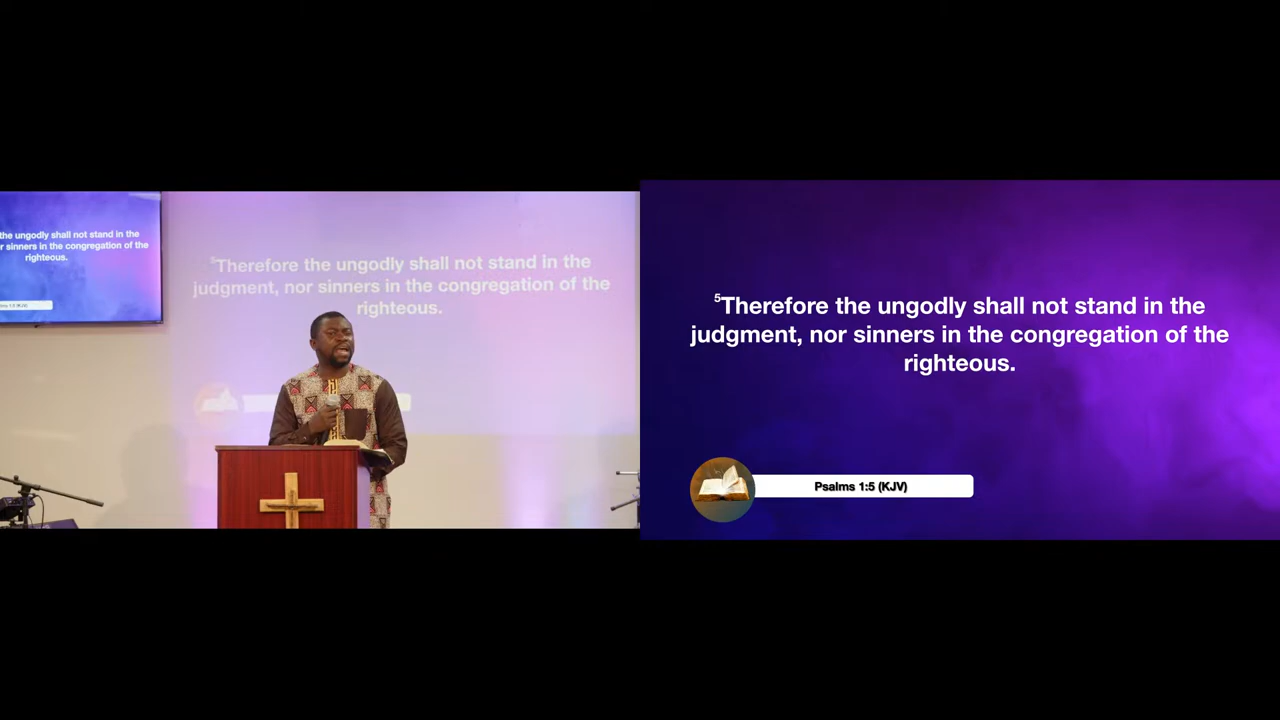 the ungodly shall not stand in the
r sinners in the congregation of the
righteous.
5Therefore the ungodly shall not stand in the
judgment, nor sinners in the congregation of the
righteous.
5Therefore the ungodly shall not stand in the
judgment, nor sinners in the congregation of the
righteous.
Psalms 1:5 (KJV)